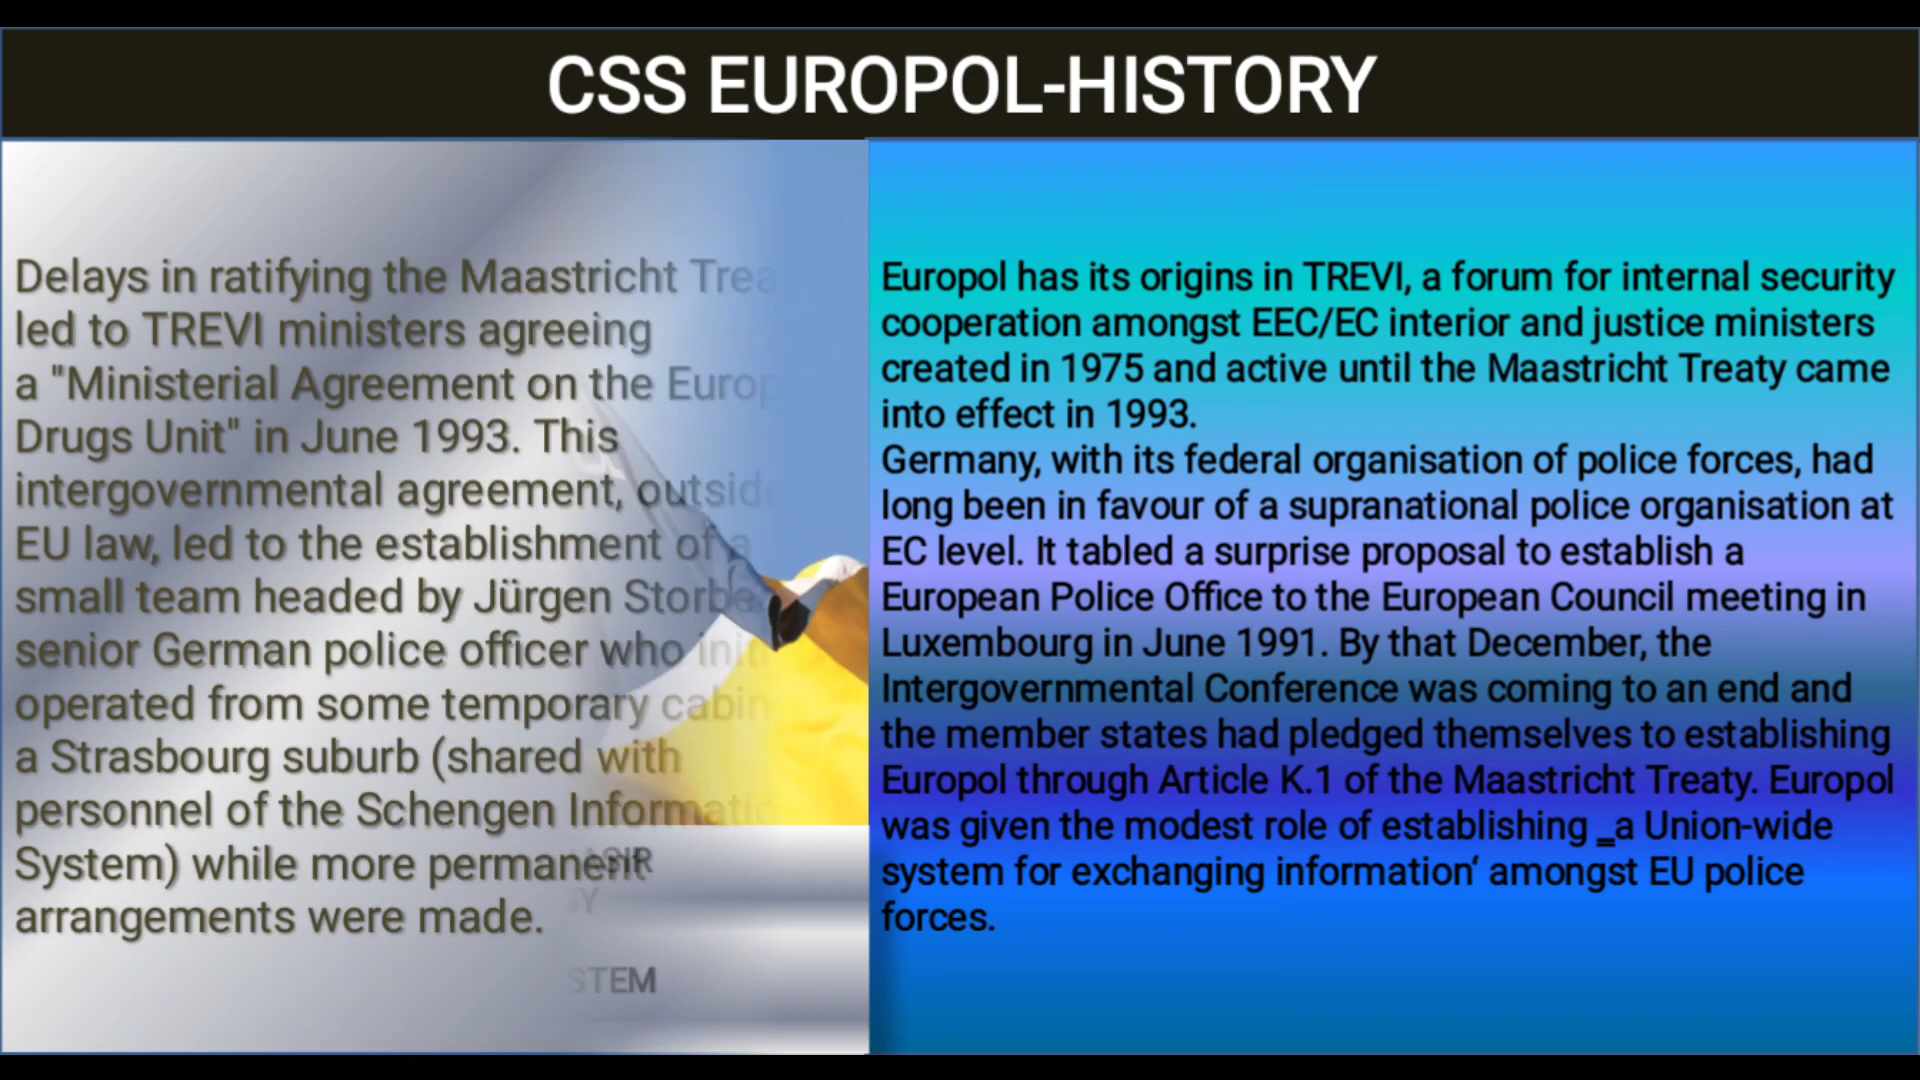 CSS EUROPOL-HISTORY
Delays in ratifying the Maastricht
led to TREVI ministers agreeing
a "Ministerial Agreement on the
Drugs Unit" in June 1993. This
intergovernmental agreement, outside
EU law, led to the establishment of a
small team headed by Jürgen
senior German police officer who
operated from some temporary
a Strasbourg suburb (shared with
personnel of the Schengen
System) while more permanent
arrangements were made.
Europol has its origins in TREVI, a forum for internal security
cooperation amongst EEC/EC interior and justice ministers
created in 1975 and active until the Maastricht Treaty came
into effect in 1993.
Germany, with its federal organisation of police forces, had
long been in favour of a supranational police organisation at
EC level. It tabled a surprise proposal to establish a
European Police Office to the European Council meeting in
Luxembourg in June 1991. By that December, the
Intergovernmental Conference was coming to an end and
the member states had pledged themselves to establishing
Europol through Article K.1 of the Maastricht Treaty. Europol
was given the modest role of establishing ‗a Union-wide
system for exchanging information‘ amongst EU police
forces.